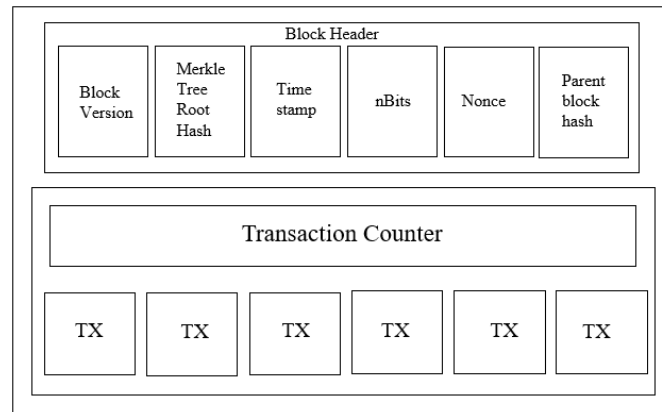 Block Header
Block
Version
Merkle
Tree
Root
Hash
Time
stamp
nBits
Nonce
Parent
block
hash
Transaction Counter
TX
TX
TX
TX
TX
TX